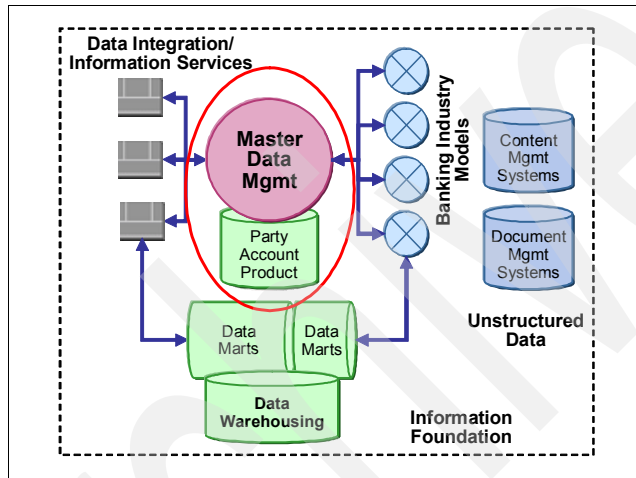 Data Integration/
Information Services
Master
Data
Mgmt
Party
Account
Product
Banking Industry
Models
Content
Mgmt
Systems
Document
Mgmt
Systems
Unstructured
Data
Data
Marts
Data
Marts
Data
Warehousing
Information
Foundation